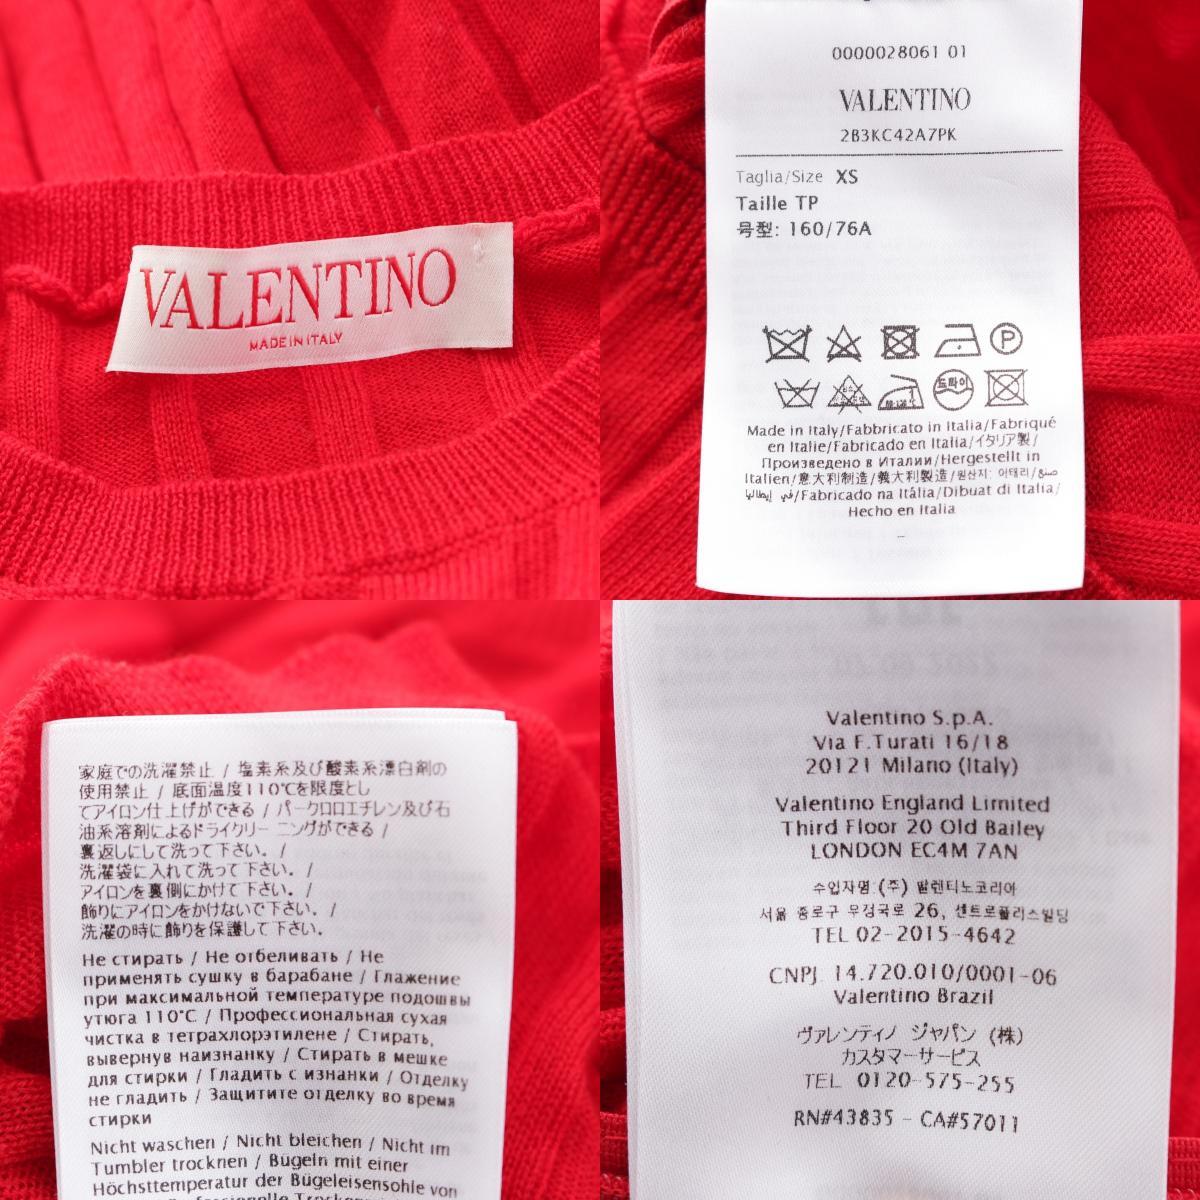 VALENTINO
MADE IN ITALY
0000028061 01
VALENTINO
2B3KC42A7PK
Taglia/Size XS
Taille TP
号型: 160/76A
P
드라이
80-120℃
Made in Italy/Fabbricato in Italia/Fabriqué
en Italie/Fabricado en Italia/イタリア製/
Произведено в Италии/Hergestellt in
Italien/意大利制造/義大利製造/원산지: 이태리/صنع
في إيطاليا/Fabricado na Itália/Dibuat di Italia/
Hecho en Italia
家庭での洗濯禁止 / 塩素系及び酸素系漂白剤の
使用禁止 / 底面温度110℃を限度とし
てアイロン仕上げができる / パークロロエチレン及び石
油系溶剤によるドライクリー ニングができる /
裏返しにして洗って下さい。 /
洗濯袋に入れて洗って下さい。 /
アイロンを裏側にかけて下さい。 /
飾りにアイロンをかけないで下さい。 /
洗濯の時に飾りを保護して下さい。
Не стирать / Не отбеливать / Не
применять сушку в барабане / Глажение
при максимальной температуре подошвы
утюга 110°C / Профессиональная сухая
чистка в тетрахлорэтилене / Стирать,
вывернув наизнанку / Стирать в мешке
для стирки / Гладить с изнанки / Отделку
не гладить / Защитите отделку во время
стирки
Nicht waschen / Nicht bleichen / Nicht im
Tumbler trocknen / Bügeln mit einer
Höchsttemperatur der Bügeleisensohle von
Valentino S.p.A.
Via F.Turati 16/18
20121 Milano (Italy)
Valentino England Limited
Third Floor 20 Old Bailey
LONDON EC4M 7AN
수입자명:(주) 발렌티노코리아
서울 종로구 우정국로 26, 센트로폴리스빌딩
TEL 02-2015-4642
CNPJ 14.720.010/0001-06
Valentino Brazil
ヴァレンティノ ジャパン (株)
カスタマーサービス
TEL 0120-575-255
RN#43835 - CA#57011